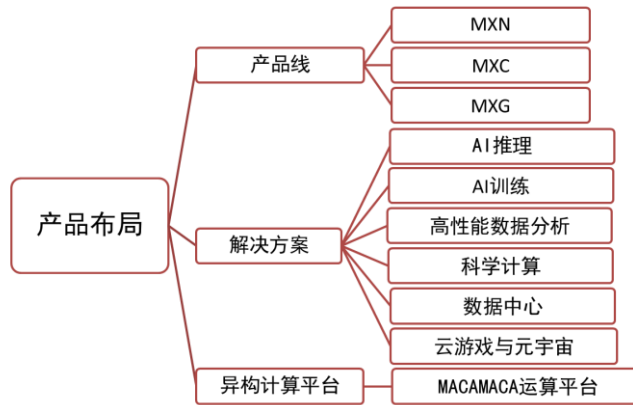 产品布局
产品线
MXN
MXC
MXG
解决方案
AI推理
AI训练
高性能数据分析
科学计算
数据中心
云游戏与元宇宙
异构计算平台
MACAMACA运算平台